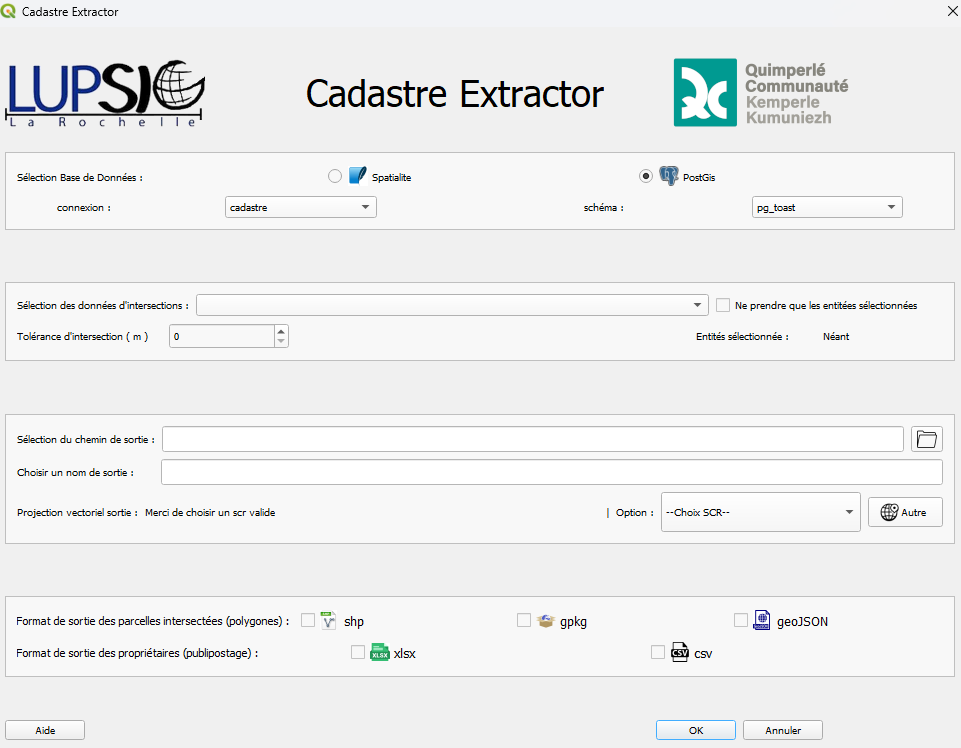 Cadastre Extractor
LUPSIG
La Rochelle
Cadastre Extractor
Quimperlé
Communauté
Kemperle
Kumuniezh
Sélection Base de Données :
Spatialite
PostGis
connexion :
cadastre
schéma :
pg_toast
Sélection des données d'intersections :
Ne prendre que les entitées sélectionnées
Tolérance d'intersection ( m )
0
Entités sélectionnée :
Néant
Sélection du chemin de sortie :
Choisir un nom de sortie :
Projection vectoriel sortie : Merci de choisir un scr valide
| Option :
--Choix SCR--
Autre
Format de sortie des parcelles intersectées (polygones) :
shp
gpkg
geoJSON
Format de sortie des propriétaires (publipostage) :
XLSX
xlsx
CSV
csv
Aide
OK
Annuler